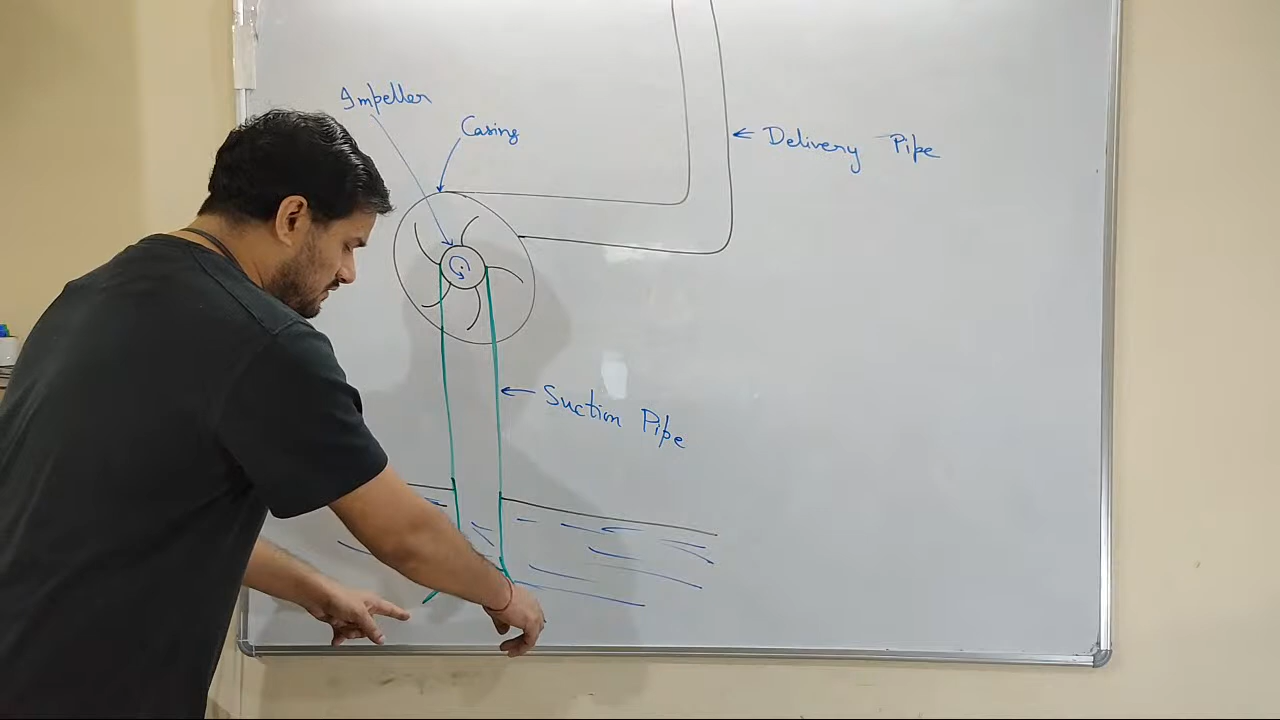 Impeller
Casing
← Delivery Pipe
← Suction Pipe